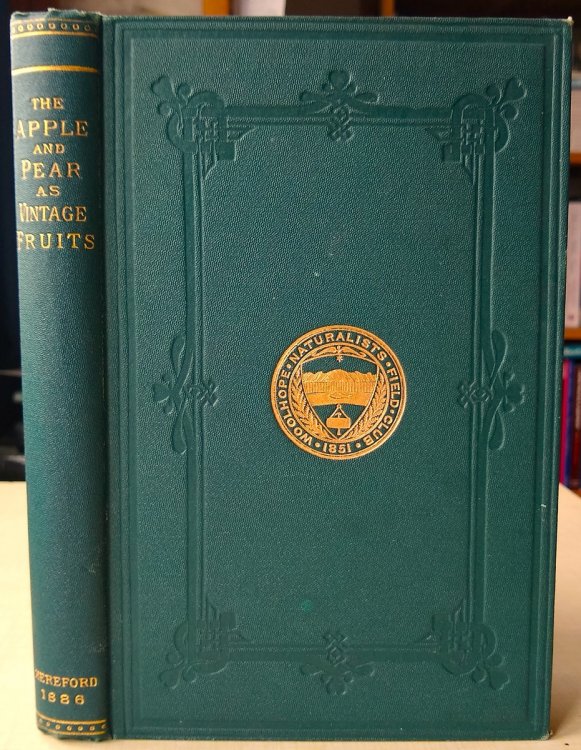 THE
APPLE
AND
PEAR
AS
VINTAGE
FRUITS
HEREFORD
1886
WOOLHOPE • NATURALISTS • FIELD • CLUB •
• 1851 •